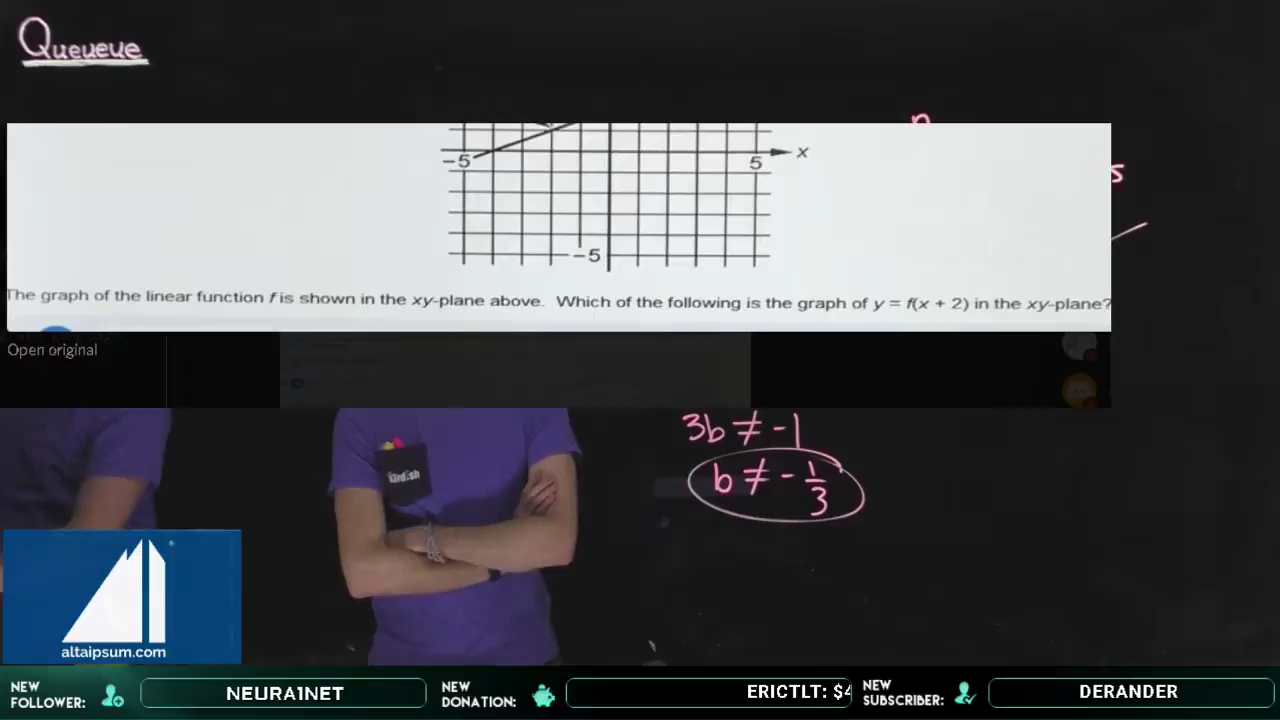 Queueue
-5
5
x
-5
The graph of the linear function f is shown in the xy-plane above. Which of the following is the graph of y = f(x + 2) in the xy-plane?
Open original
3b ≠ -1
b ≠ - 1/3
altaipsum.com
NEW FOLLOWER:
NEURA1NET
NEW DONATION:
ERICTLT: $4
NEW SUBSCRIBER:
DERANDER